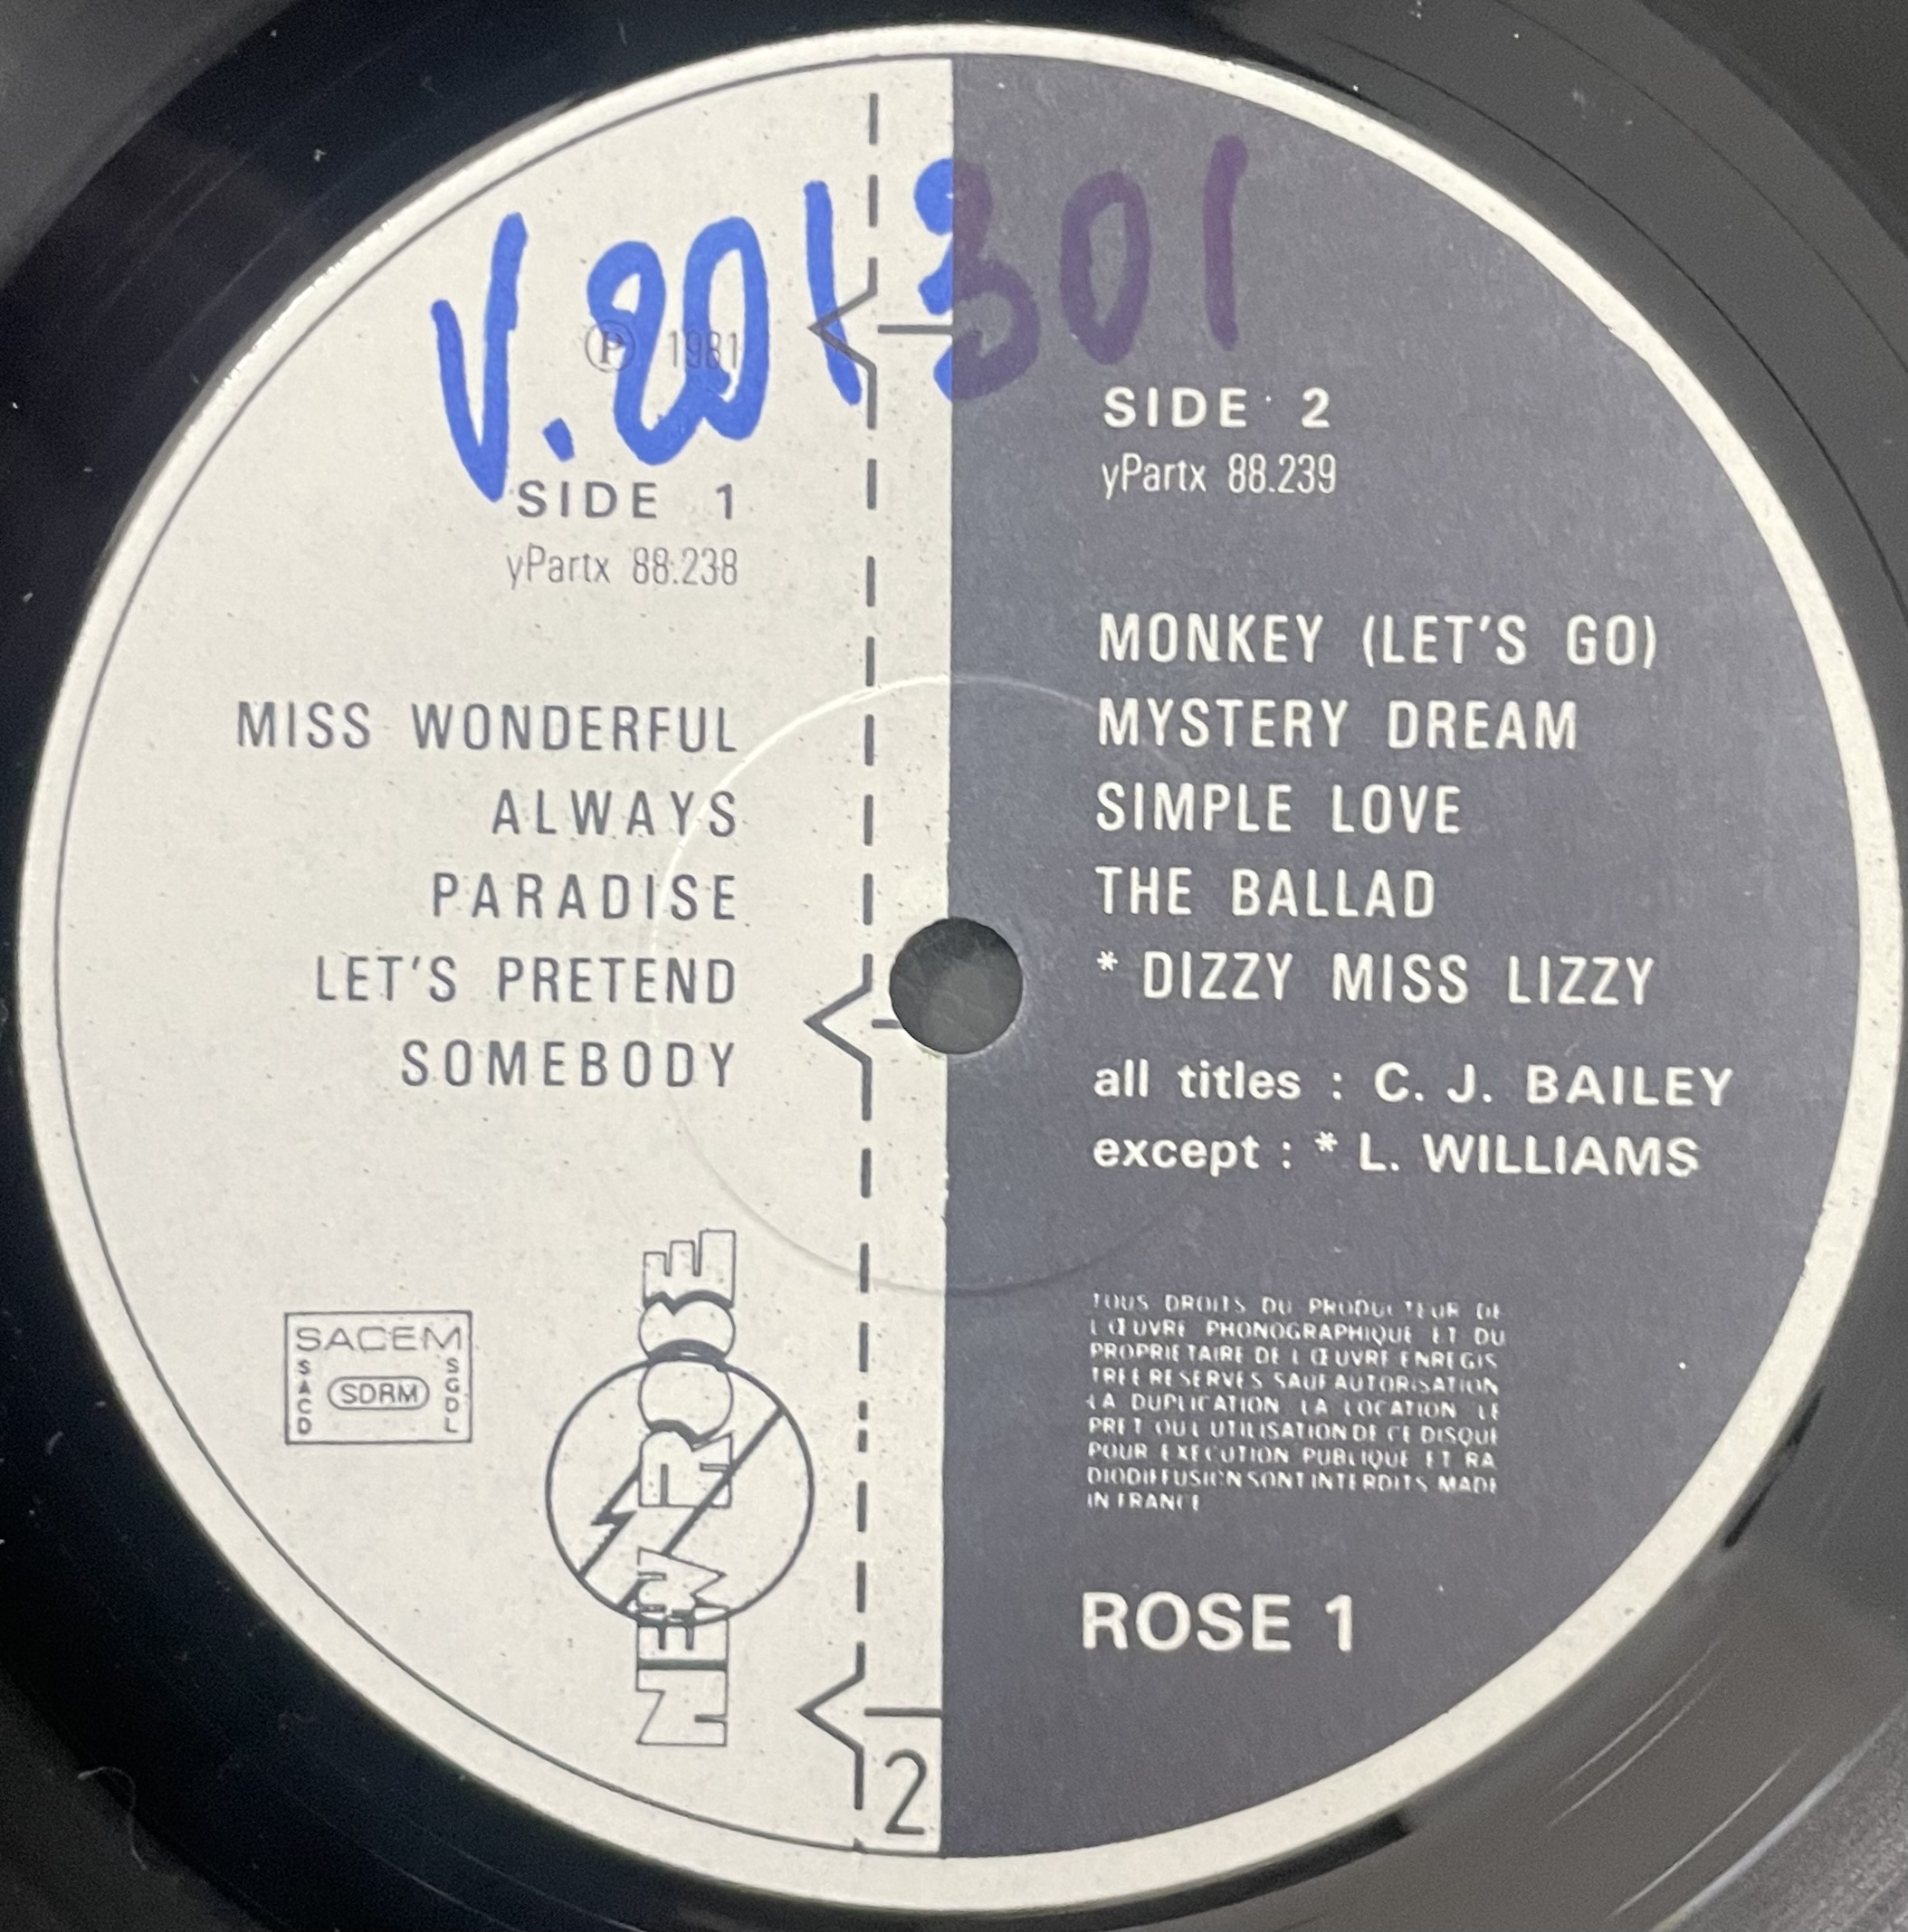 V.201301
Ⓟ 1981
SIDE 1
yPartx 88.238
MISS WONDERFUL
ALWAYS
PARADISE
LET'S PRETEND
SOMEBODY
SACEM
SACD
SDRM
SGDL
NEW ROSE
2
SIDE 2
yPartx 88.239
MONKEY (LET'S GO)
MYSTERY DREAM
SIMPLE LOVE
THE BALLAD
* DIZZY MISS LIZZY
all titles : C. J. BAILEY
except : * L. WILLIAMS
TOUS DROITS DU PRODUCTEUR DE
L ŒUVRE PHONOGRAPHIQUE ET DU
PROPRIETAIRE DE L ŒUVRE ENREGIS
TREE RESERVES SAUF AUTORISATION
LA DUPLICATION LA LOCATION LE
PRET OU L UTILISATION DE CE DISQUE
POUR EXECUTION PUBLIQUE ET RA
DIODIFFUSION SONT INTERDITS MADE
IN FRANCE
ROSE 1